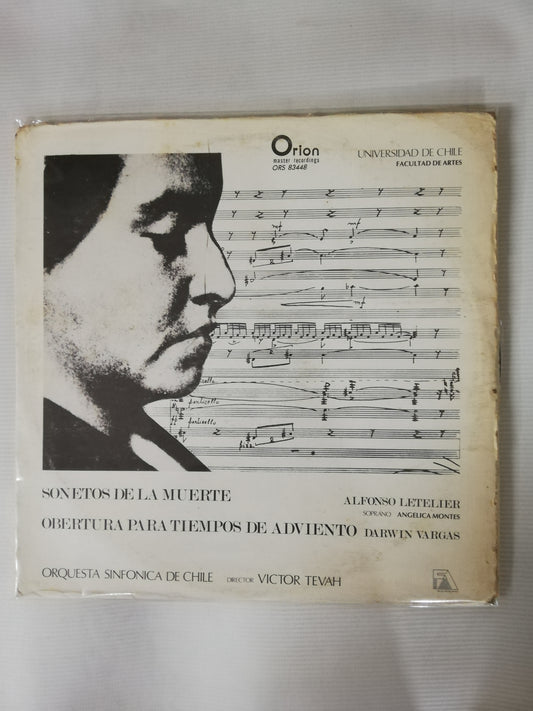 Orion
master recordings
ORS 83448
UNIVERSIDAD DE CHILE
FACULTAD DE ARTES
SONETOS DE LA MUERTE
ALFONSO LETELIER
SOPRANO ANGELICA MONTES
OBERTURA PARA TIEMPOS DE ADVIENTO DARWIN VARGAS
ORQUESTA SINFONICA DE CHILE DIRECTOR VICTOR TEVAH